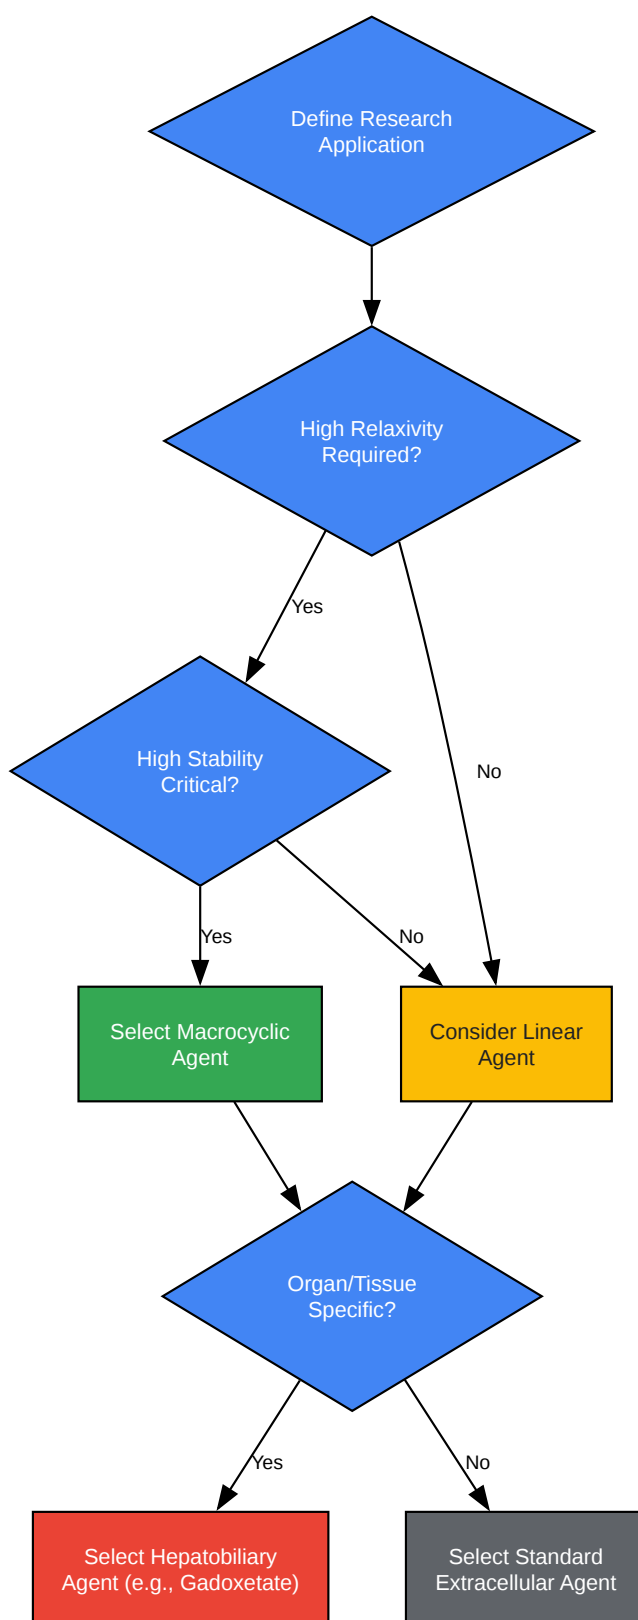 Define Research
Application
High Relaxivity
Required?
Yes
No
High Stability
Critical?
Yes
No
Select Macrocyclic
Agent
Consider Linear
Agent
Organ/Tissue
Specific?
Yes
No
Select Hepatobiliary
Agent (e.g., Gadoxetate)
Select Standard
Extracellular Agent